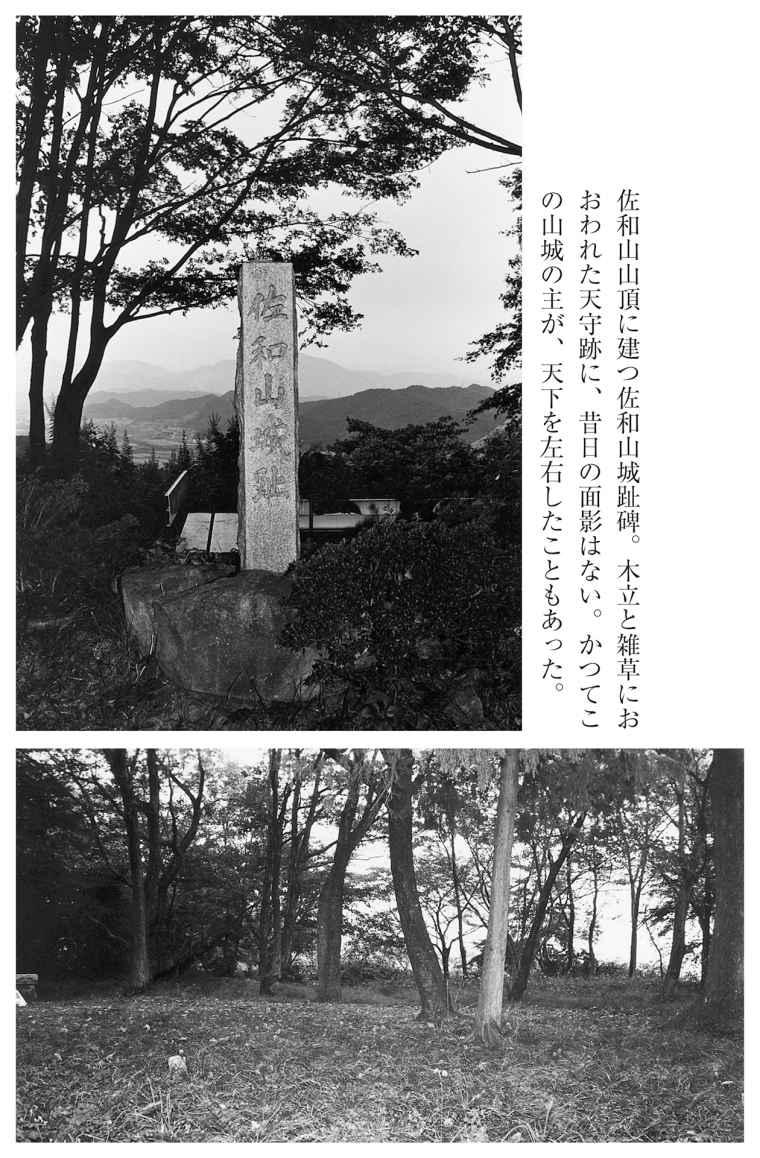 佐和山山頂に建つ佐和山城趾碑。木立と雑草にお
おわれた天守跡に、昔日の面影はない。かつてこ
の山城の主が、天下を左右したこともあった。
佐和山城趾